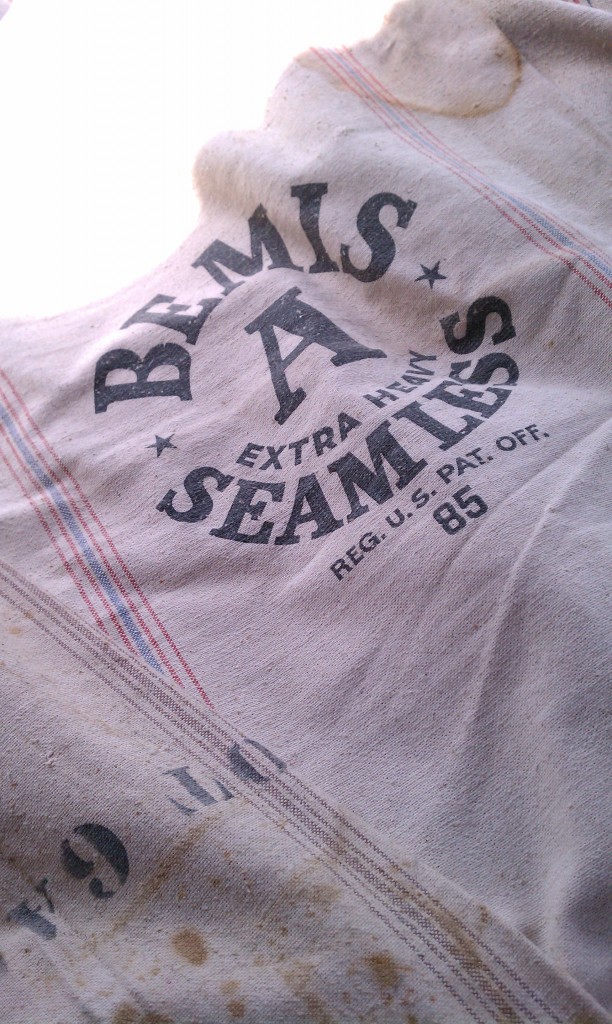 BEMIS
A
EXTRA HEAVY
SEAMLESS
REG. U. S. PAT. OFF.
85